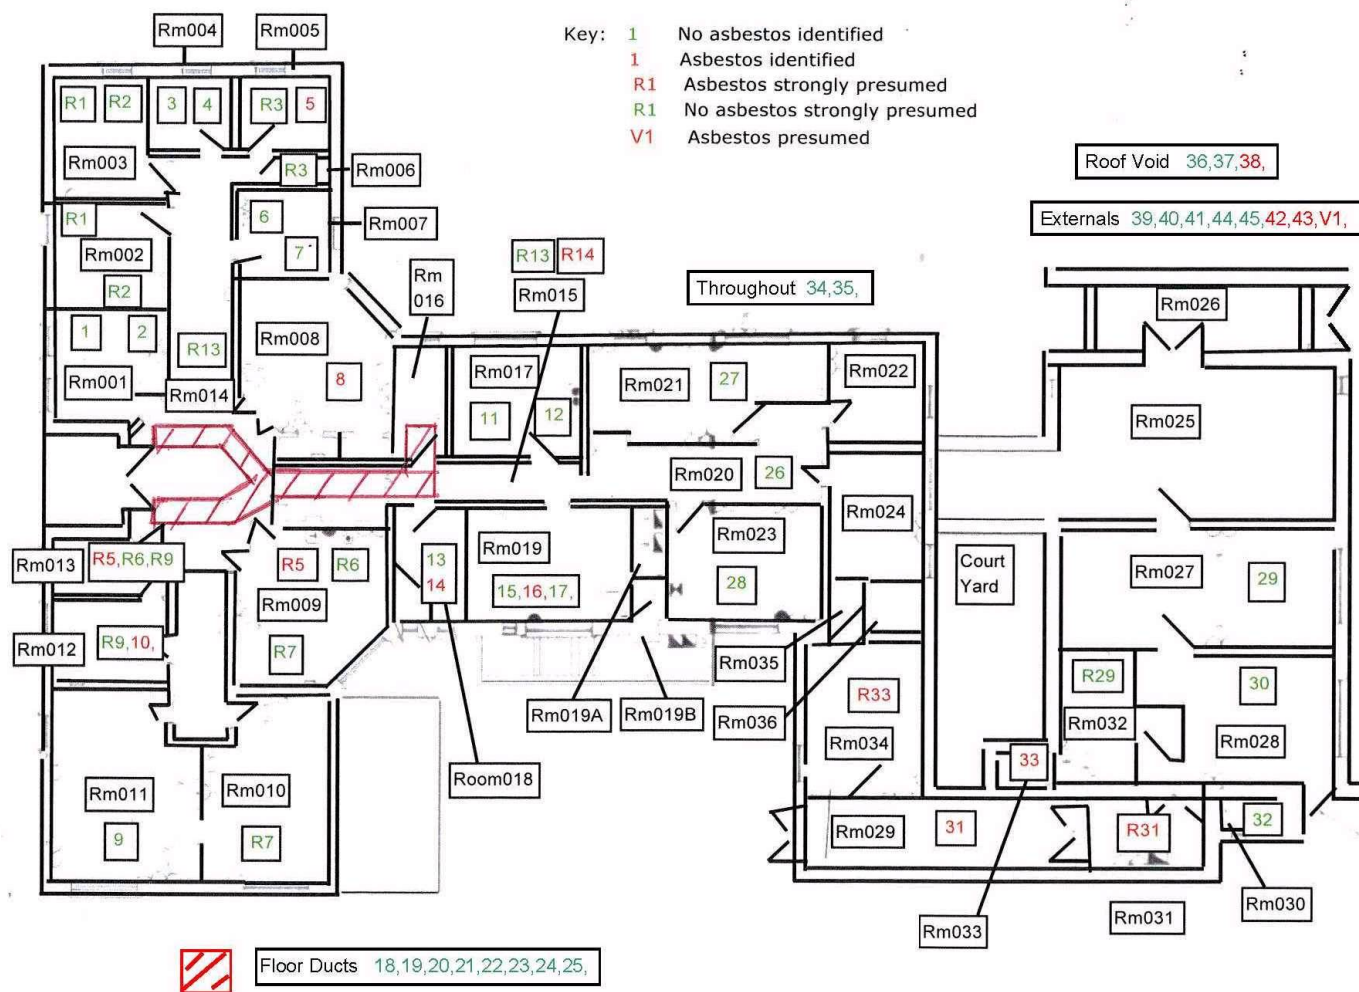 Rm004
Rm005
Key: 1 No asbestos identified
1 Asbestos identified
R1 Asbestos strongly presumed
R1 No asbestos strongly presumed
V1 Asbestos presumed
R1
R2
3
4
R3
5
Rm003
R3
Rm006
Roof Void 36,37,38,
R1
6
Rm007
Externals 39,40,41,44,45,42,43,V1,
Rm002
7
R13
R14
Rm
016
Rm015
Throughout 34,35,
R2
Rm026
1
2
R13
Rm008
Rm001
Rm014
8
Rm017
11
12
Rm021
27
Rm022
Rm025
Rm020
26
Rm024
Rm013
R5,R6,R9
R5
R6
Rm009
R7
13
14
Rm019
15,16,17,
Rm023
28
Court
Yard
Rm027
29
Rm012
R9,10,
Rm035
Rm036
R33
R29
30
Rm019A
Rm019B
Rm032
Rm028
Rm034
33
Room018
Rm011
Rm010
9
R7
Rm029
31
R31
32
Rm033
Rm031
Rm030
Floor Ducts 18,19,20,21,22,23,24,25,